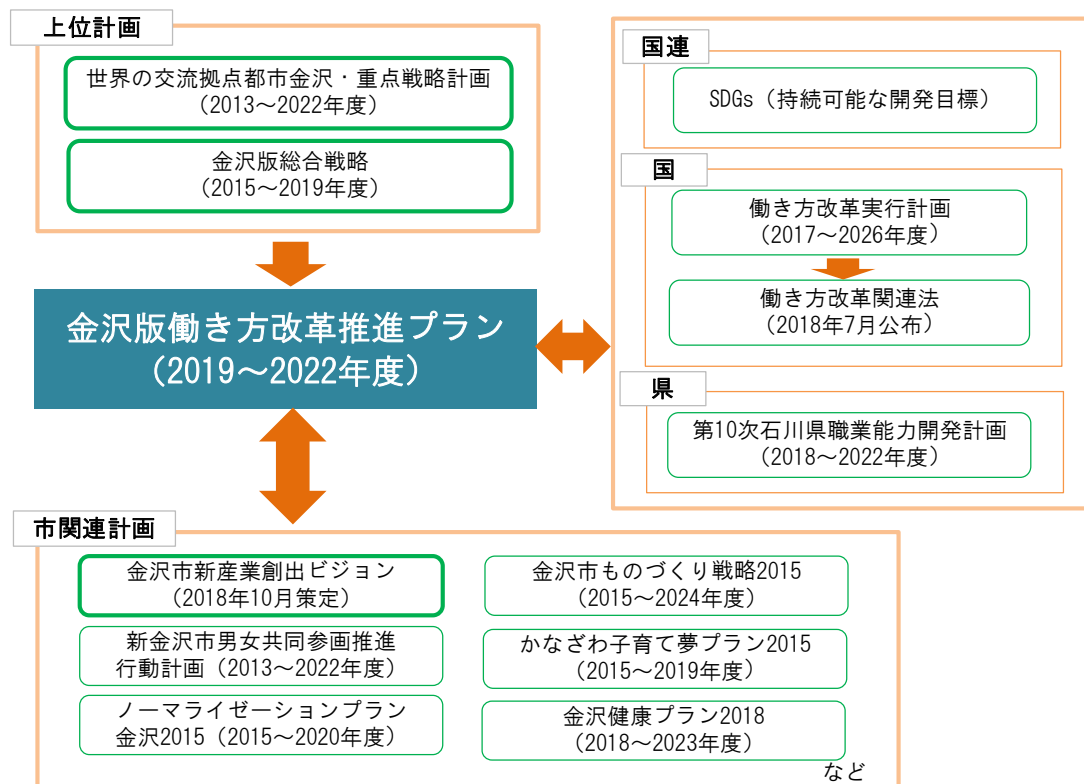 上位計画
世界の交流拠点都市金沢・重点戦略計画
（2013～2022年度）
金沢版総合戦略
（2015～2019年度）
金沢版働き方改革推進プラン
（2019～2022年度）
国連
SDGs（持続可能な開発目標）
国
働き方改革実行計画
（2017～2026年度）
働き方改革関連法
（2018年7月公布）
県
第10次石川県職業能力開発計画
（2018～2022年度）
市関連計画
金沢市新産業創出ビジョン
（2018年10月策定）
新金沢市男女共同参画推進
行動計画（2013～2022年度）
ノーマライゼーションプラン
金沢2015（2015～2020年度）
金沢市ものづくり戦略2015
（2015～2024年度）
かなざわ子育て夢プラン2015
（2015～2019年度）
金沢健康プラン2018
（2018～2023年度）
など